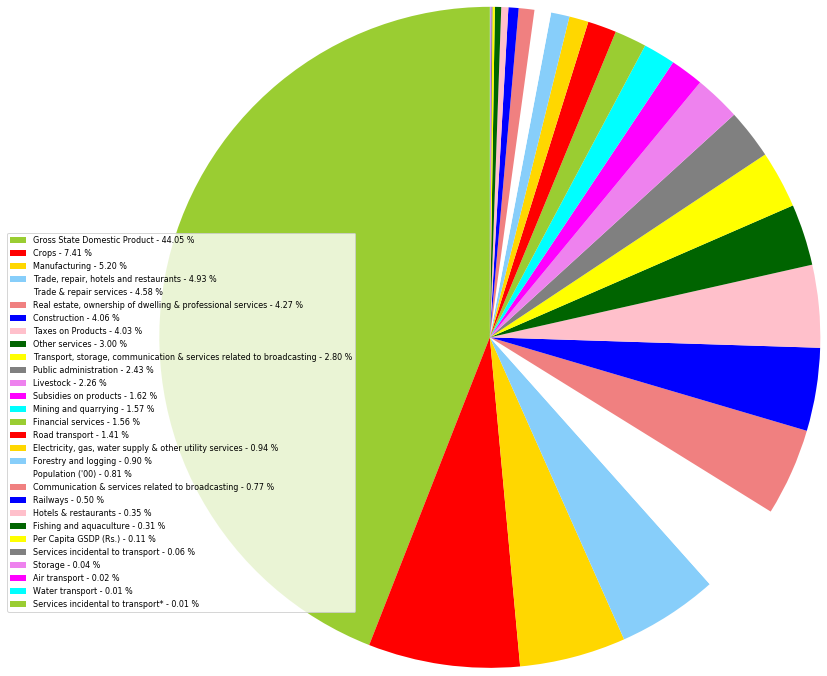 Gross State Domestic Product - 44.05 %
Crops - 7.41 %
Manufacturing - 5.20 %
Trade, repair, hotels and restaurants - 4.93 %
Trade & repair services - 4.58 %
Real estate, ownership of dwelling & professional services - 4.27 %
Construction - 4.06 %
Taxes on Products - 4.03 %
Other services - 3.00 %
Transport, storage, communication & services related to broadcasting - 2.80 %
Public administration - 2.43 %
Livestock - 2.26 %
Subsidies on products - 1.62 %
Mining and quarrying - 1.57 %
Financial services - 1.56 %
Road transport - 1.41 %
Electricity, gas, water supply & other utility services - 0.94 %
Forestry and logging - 0.90 %
Population ('00) - 0.81 %
Communication & services related to broadcasting - 0.77 %
Railways - 0.50 %
Hotels & restaurants - 0.35 %
Fishing and aquaculture - 0.31 %
Per Capita GSDP (Rs.) - 0.11 %
Services incidental to transport - 0.06 %
Storage - 0.04 %
Air transport - 0.02 %
Water transport - 0.01 %
Services incidental to transport* - 0.01 %